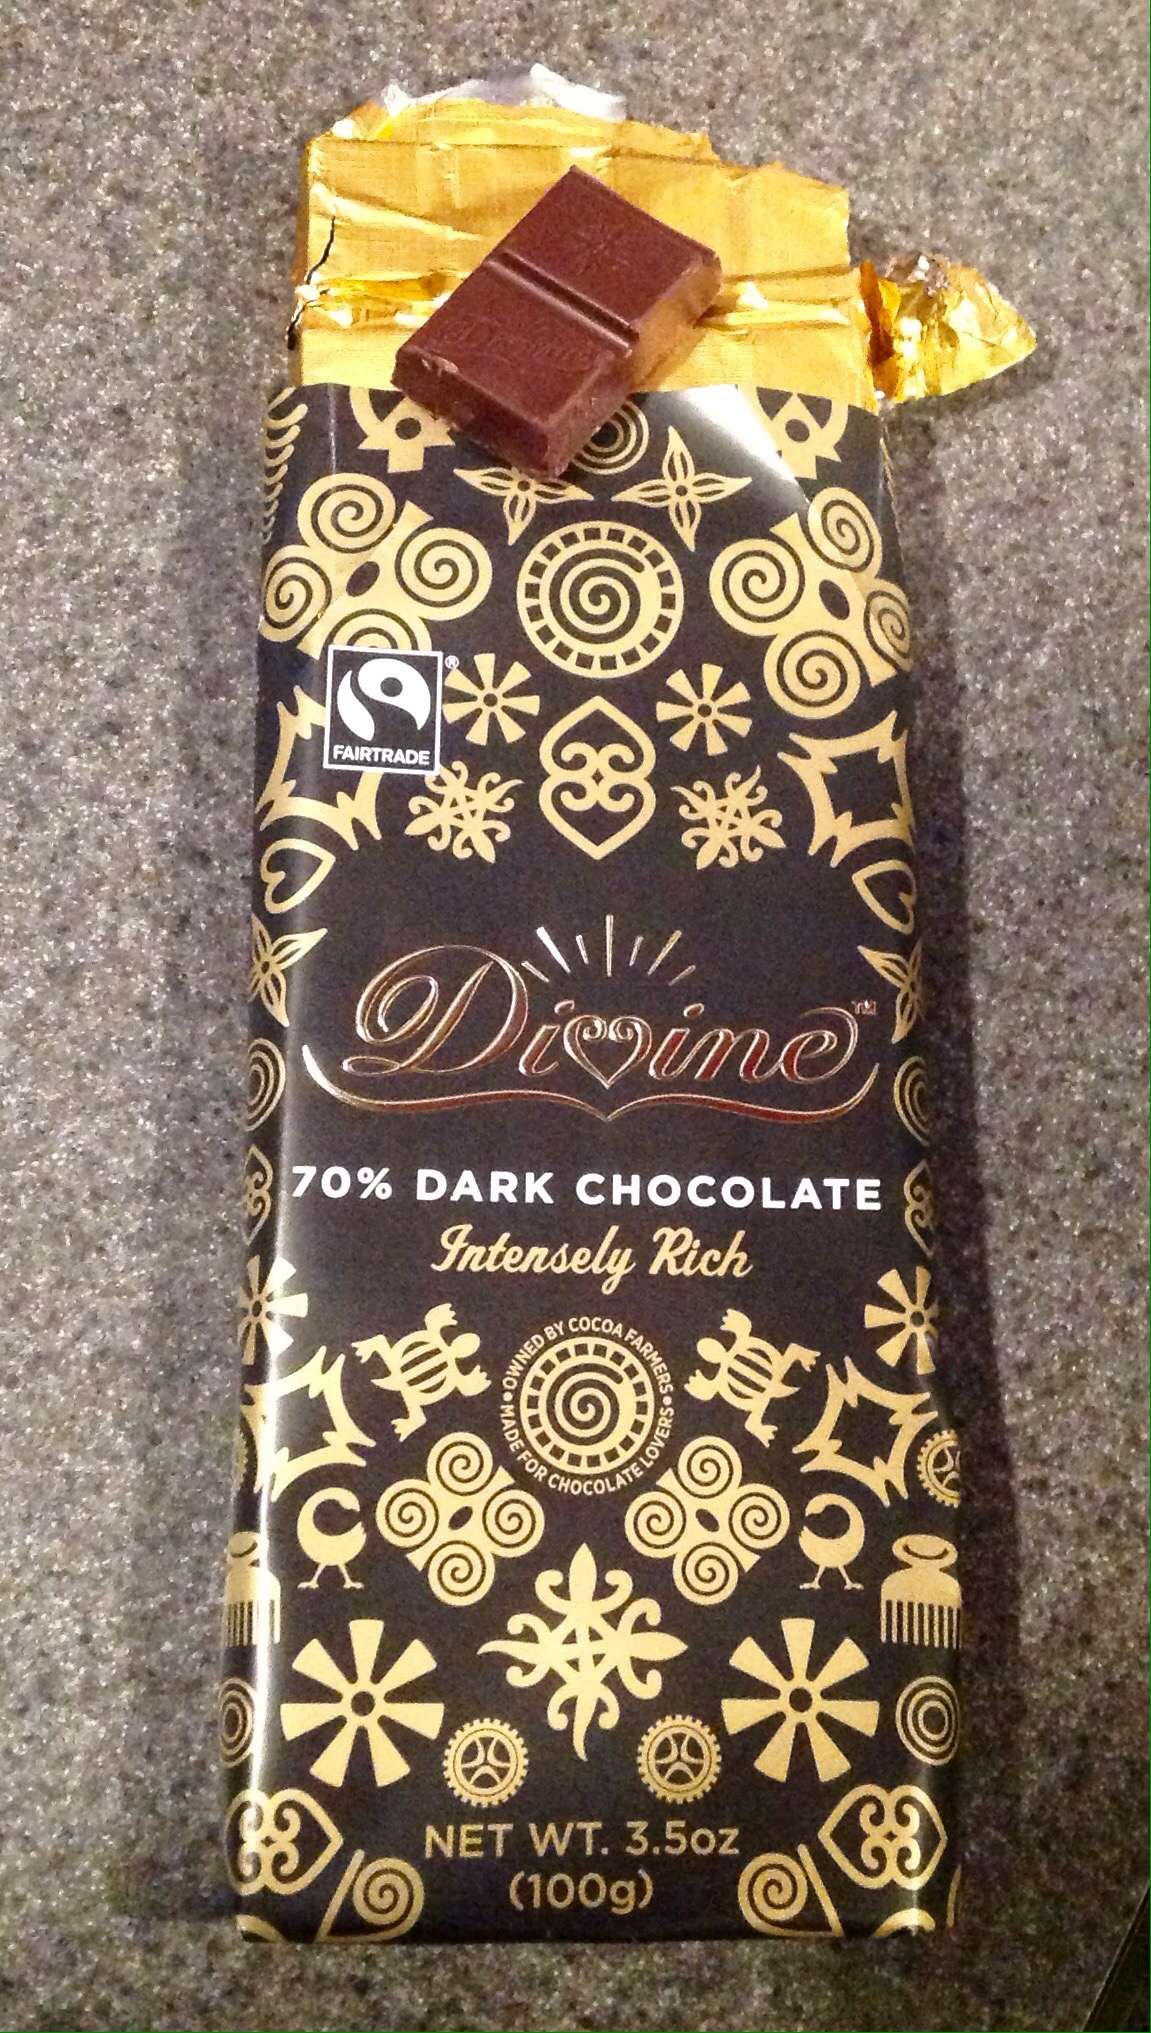 Divine
FAIRTRADE
®
Divine™
70% DARK CHOCOLATE
Intensely Rich
OWNED BY COCOA FARMERS • MADE FOR CHOCOLATE LOVERS •
NET WT. 3.5oz
(100g)